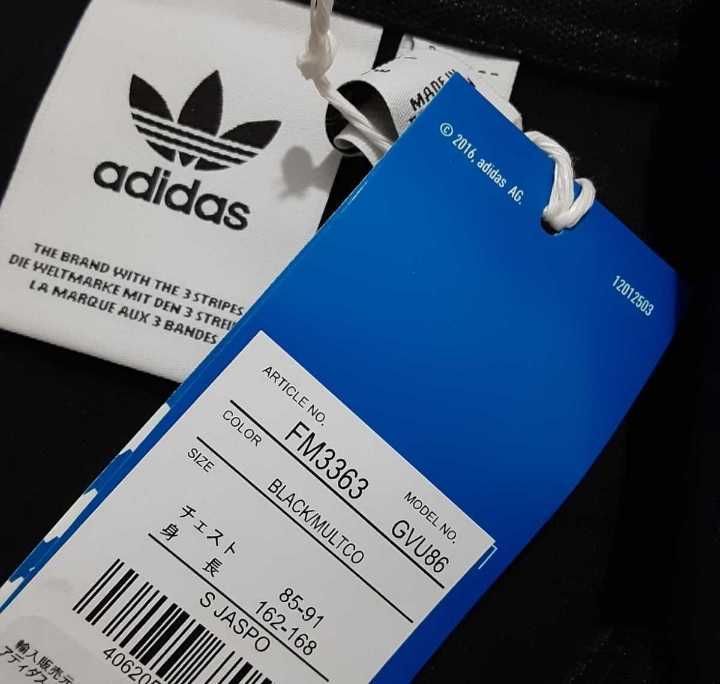 adidas
THE BRAND WITH THE 3 STRIPES
DIE WELTMARKE MIT DEN 3
LA MARQUE AUX 3 BANDES
MADE
© 2016. adidas AG.
12012503
ARTICLE NO.
FM3363
MODEL NO.
GVU86
COLOR
BLACK/MULTCO
SIZE
チェスト 85-91
身長 162-168
S JASPO
輸入販売元
アディダス